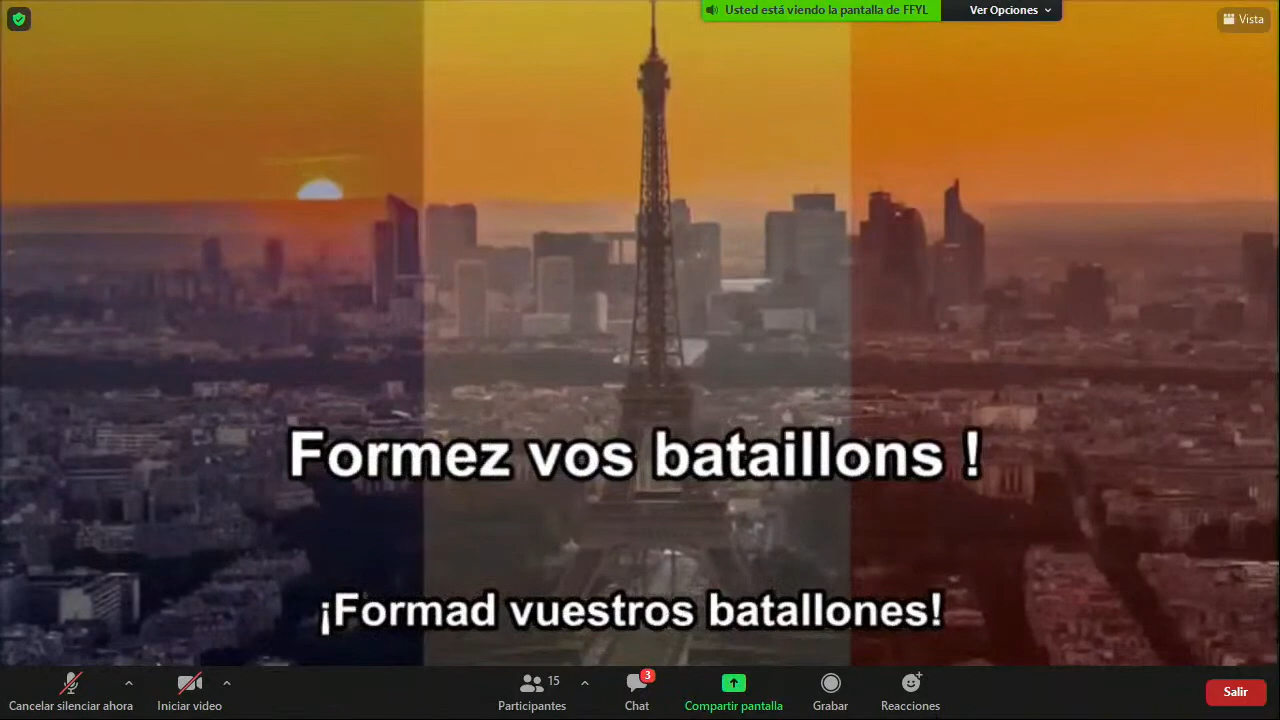 Usted está viendo la pantalla de FFYL
Ver Opciones
Vista
Formez vos bataillons !
¡Formad vuestros batallones!
15
3
Cancelar silenciar ahora
Iniciar video
Participantes
Chat
Compartir pantalla
Grabar
Reacciones
Salir